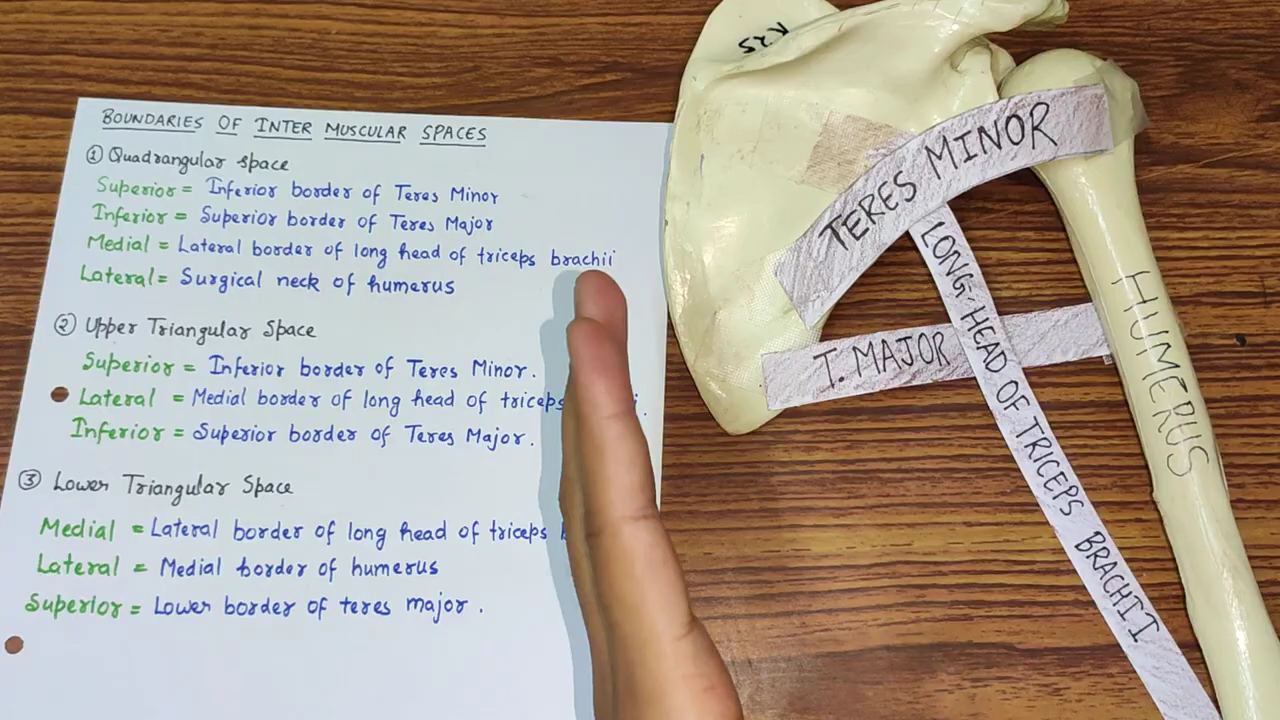 BOUNDARIES OF INTER MUSCULAR SPACES
① Quadrangular space
Superior = Inferior border of Teres Minor
Inferior = Superior border of Teres Major
Medial = Lateral border of long head of triceps brachii
Lateral = Surgical neck of humerus
② Upper Triangular Space
Superior = Inferior border of Teres Minor.
Lateral = Medial border of long head of triceps
Inferior = Superior border of Teres Major.
③ Lower Triangular Space
Medial = Lateral border of long head of triceps
Lateral = Medial border of humerus
Superior = Lower border of teres major.
TERES MINOR
LONG HEAD OF TRICEPS BRACHII
T. MAJOR
HUMERUS